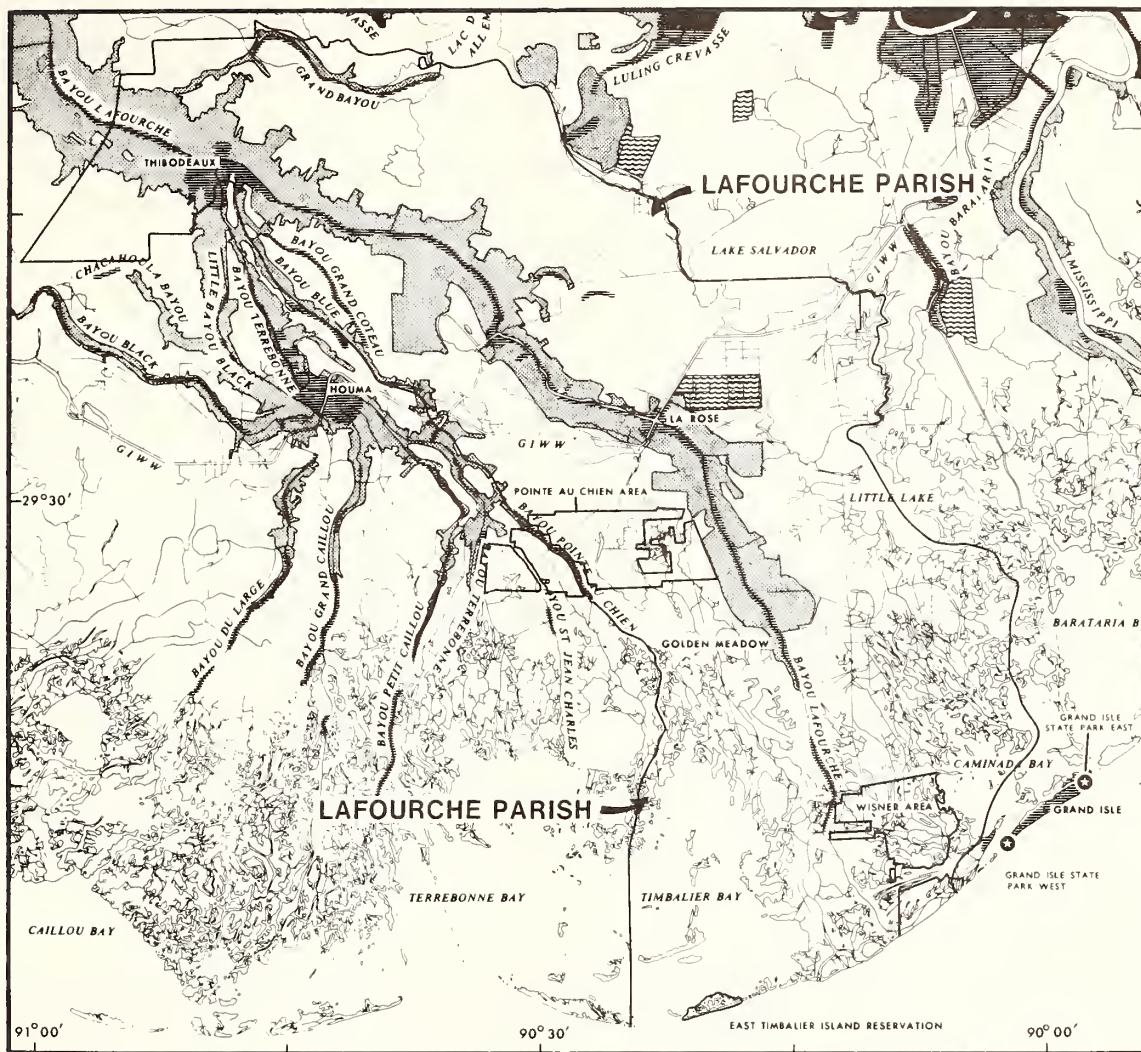 VASSE
LAC D
ALLEM
GRAND BAYOU
LULING CREVASSE
BAYOU LAFOURCHE
THIBODEAUX
LAFOURCHE PARISH
BAYOU BARATARIA
LAKE SALVADOR
GIWW
MISSISSIPPI
CHACAHOULA BAYOU
LITTLE BAYOU BLACK
BAYOU TERREBONNE
BAYOU BLUE
BAYOU GRAND COTEAU
BAYOU BLACK
HOUMA
LA ROSE
GIWW
GIWW
29°30'
POINTE AU CHIEN AREA
LITTLE LAKE
BAYOU POINTE AU CHIEN
BAYOU DU LARGE
BAYOU GRAND CAILLOU
BAYOU PETIT CAILLOU
BAYOU TERREBONNE
BAYOU ST JEAN CHARLES
GOLDEN MEADOW
BARATARIA B
BAYOU LAFOURCHE
GRAND ISLE
STATE PARK EAST
CAMINADA BAY
WISNER AREA
GRAND ISLE
LAFOURCHE PARISH
GRAND ISLE STATE
PARK WEST
TERREBONNE BAY
TIMBALIER BAY
CAILLOU BAY
EAST TIMBALIER ISLAND RESERVATION
91°00'
90°30'
90°00'